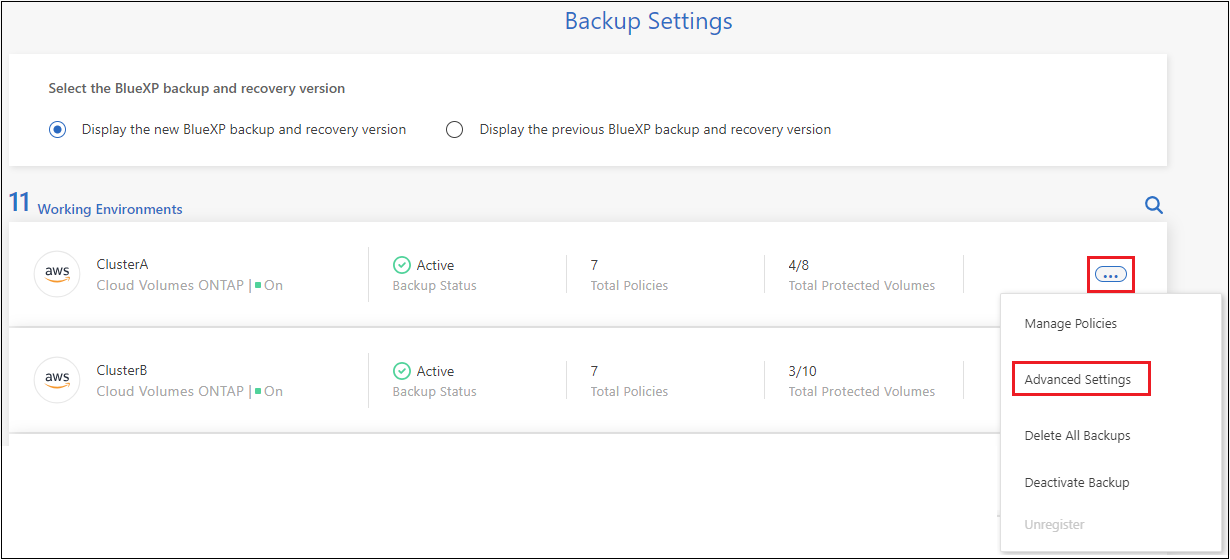 Backup Settings
Select the BlueXP backup and recovery version
Display the new BlueXP backup and recovery version Display the previous BlueXP backup and recovery version
11 Working Environments
aws ClusterA Active 7 4/8 ...
Cloud Volumes ONTAP | On Backup Status Total Policies Total Protected Volumes
Manage Policies
aws ClusterB Active 7 3/10
Cloud Volumes ONTAP | On Backup Status Total Policies Total Protected Volumes
Advanced Settings
Delete All Backups
Deactivate Backup
Unregister